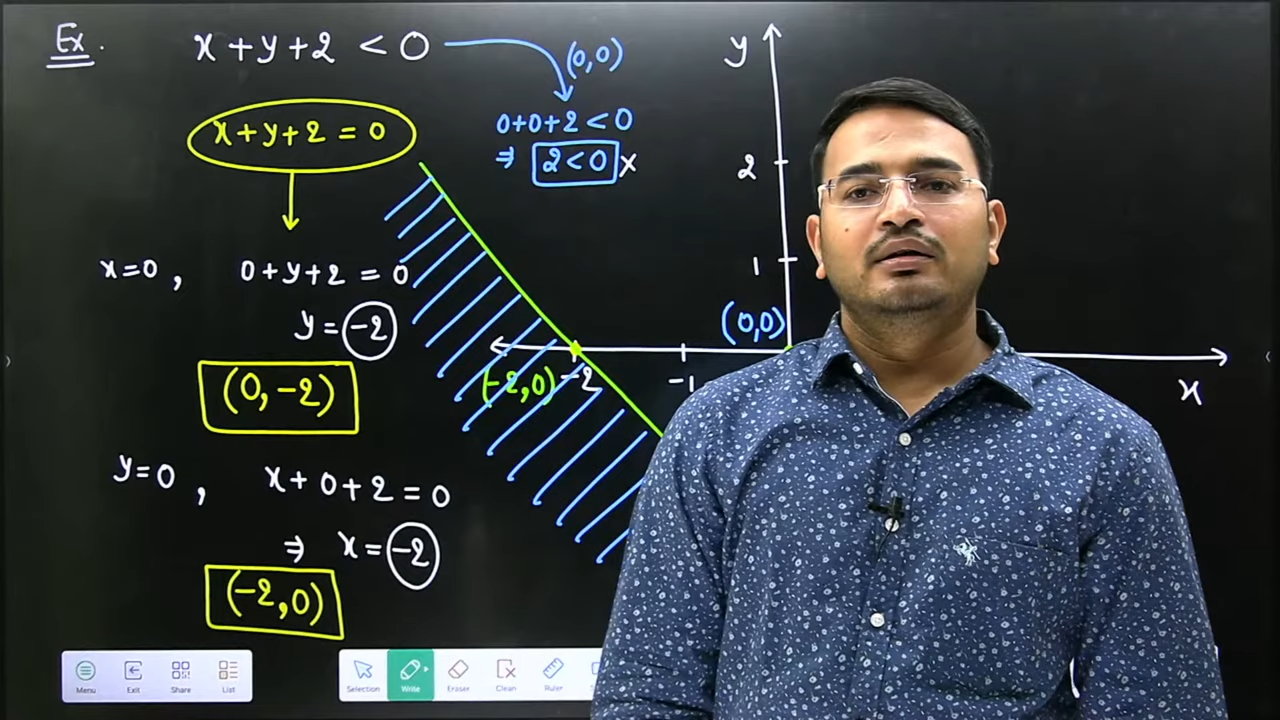 Ex.
x+y+2 < 0
(0,0)
x+y+2 = 0
0+0+2<0
⇒ 2<0 x
x=0, 0+y+2 = 0
y = -2
(0, -2)
y=0, x+0+2 = 0
⇒ x = -2
(-2,0)
y
2
1
(0,0)
(-2,0) -2 -1
x
Menu Exit Share List
Selection Write Eraser Clean Ruler